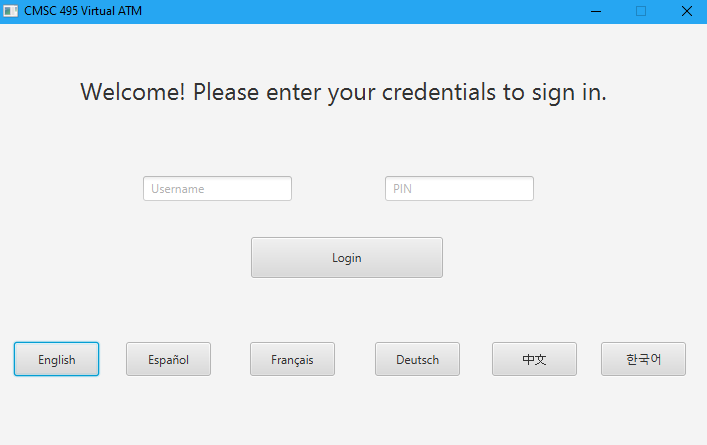 CMSC 495 Virtual ATM
Welcome! Please enter your credentials to sign in.
Username PIN
Login
English Español Français Deutsch 中文 한국어